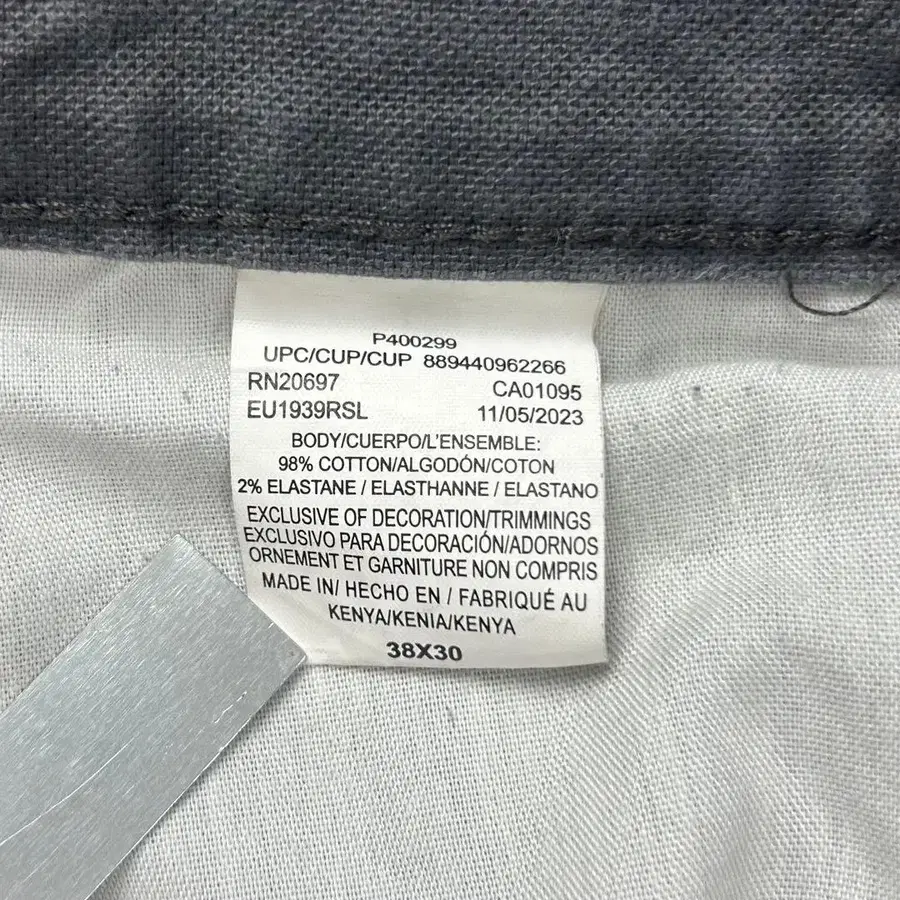 P400299
UPC/CUP/CUP 889440962266
RN20697 CA01095
EU1939RSL 11/05/2023
BODY/CUERPO/L'ENSEMBLE:
98% COTTON/ALGODÓN/COTON
2% ELASTANE / ELASTHANNE / ELASTANO
EXCLUSIVE OF DECORATION/TRIMMINGS
EXCLUSIVO PARA DECORACIÓN/ADORNOS
ORNEMENT ET GARNITURE NON COMPRIS
MADE IN/ HECHO EN / FABRIQUÉ AU
KENYA/KENIA/KENYA
38X30